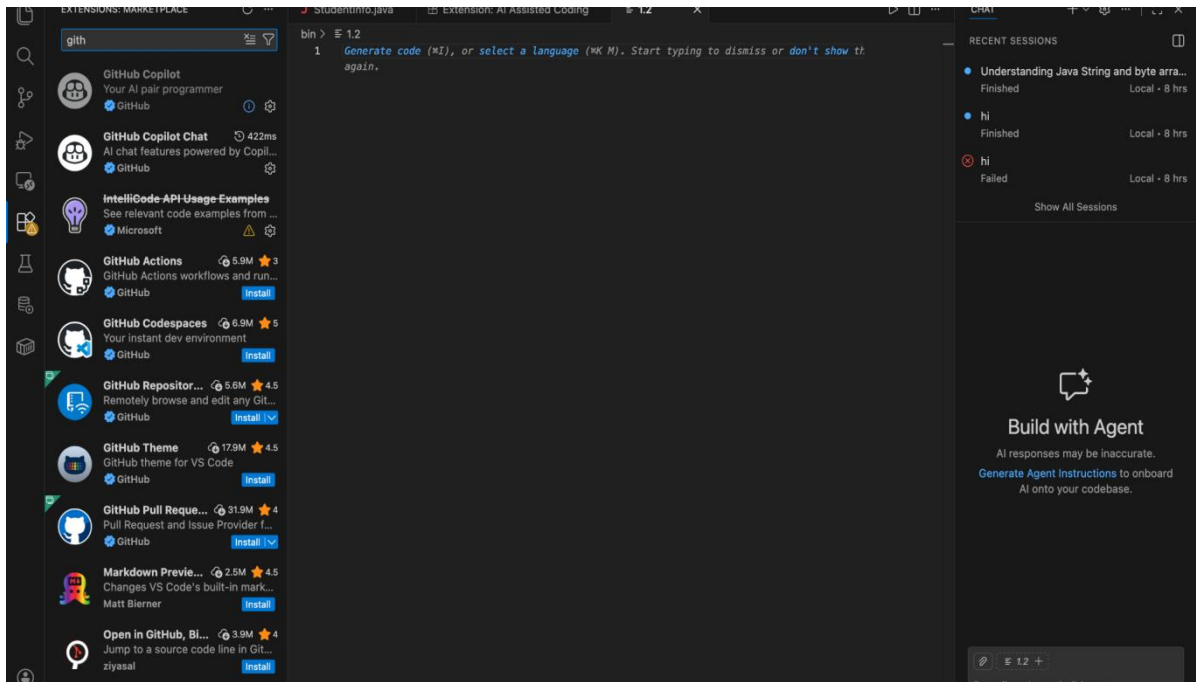 EXTENSIONS: MARKETPLACE
gith
GitHub Copilot
Your AI pair programmer
GitHub
GitHub Copilot Chat 422ms
AI chat features powered by Copil...
GitHub
IntelliCode API Usage Examples
See relevant code examples from ...
Microsoft
GitHub Actions 5.9M 3
GitHub Actions workflows and run...
GitHub Install
GitHub Codespaces 6.9M 5
Your instant dev environment
GitHub Install
GitHub Repositor... 5.6M 4.5
Remotely browse and edit any Git...
GitHub Install
GitHub Theme 17.9M 4.5
GitHub theme for VS Code
GitHub Install
GitHub Pull Reque... 31.9M 4
Pull Request and Issue Provider f...
GitHub Install
Markdown Previe... 2.5M 4.5
Changes VS Code's built-in mark...
Matt Bierner Install
Open in GitHub, Bi... 3.9M 4
Jump to a source code line in Git...
ziyasal Install
J StudentInfo.java Extension: AI Assisted Coding 1.2
bin > 1.2
1 Generate code (⌘I), or select a language (⌘K M). Start typing to dismiss or don't show th
again.
CHAT
RECENT SESSIONS
Understanding Java String and byte arra...
Finished Local • 8 hrs
hi
Finished Local • 8 hrs
hi
Failed Local • 8 hrs
Show All Sessions
Build with Agent
AI responses may be inaccurate.
Generate Agent Instructions to onboard
AI onto your codebase.
1.2 +